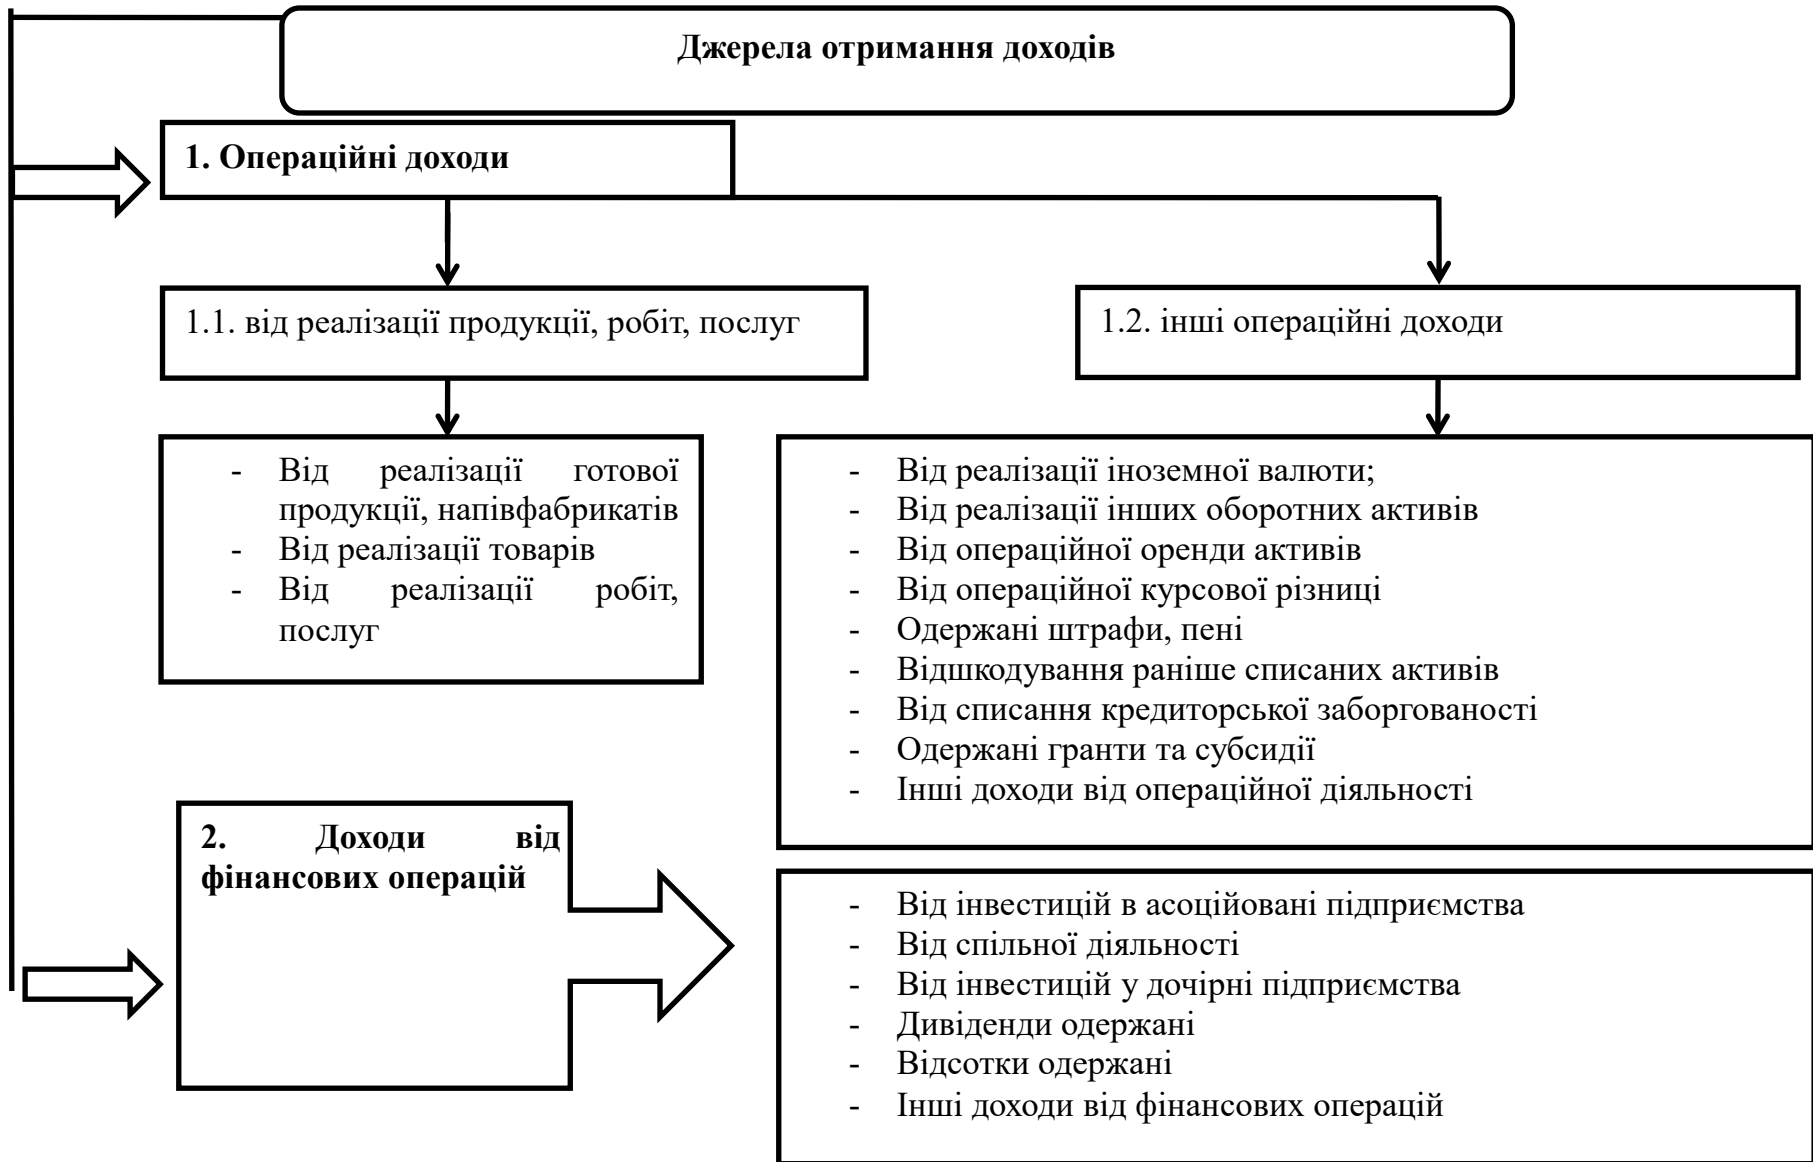 Джерела отримання доходів
1. Операційні доходи
1.1. від реалізації продукції, робіт, послуг
1.2. інші операційні доходи
- Від реалізації готової
продукції, напівфабрикатів
- Від реалізації товарів
- Від реалізації робіт,
послуг
- Від реалізації іноземної валюти;
- Від реалізації інших оборотних активів
- Від операційної оренди активів
- Від операційної курсової різниці
- Одержані штрафи, пені
- Відшкодування раніше списаних активів
- Від списання кредиторської заборгованості
- Одержані гранти та субсидії
- Інші доходи від операційної діяльності
2. Доходи від
фінансових операцій
- Від інвестицій в асоційовані підприємства
- Від спільної діяльності
- Від інвестицій у дочірні підприємства
- Дивіденди одержані
- Відсотки одержані
- Інші доходи від фінансових операцій